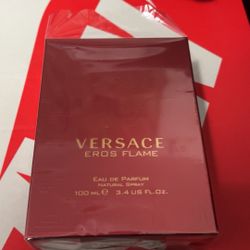 VERSACE
EROS FLAME
EAU DE PARFUM
NATURAL SPRAY
100 ML ℮ 3.4 US FL.OZ.